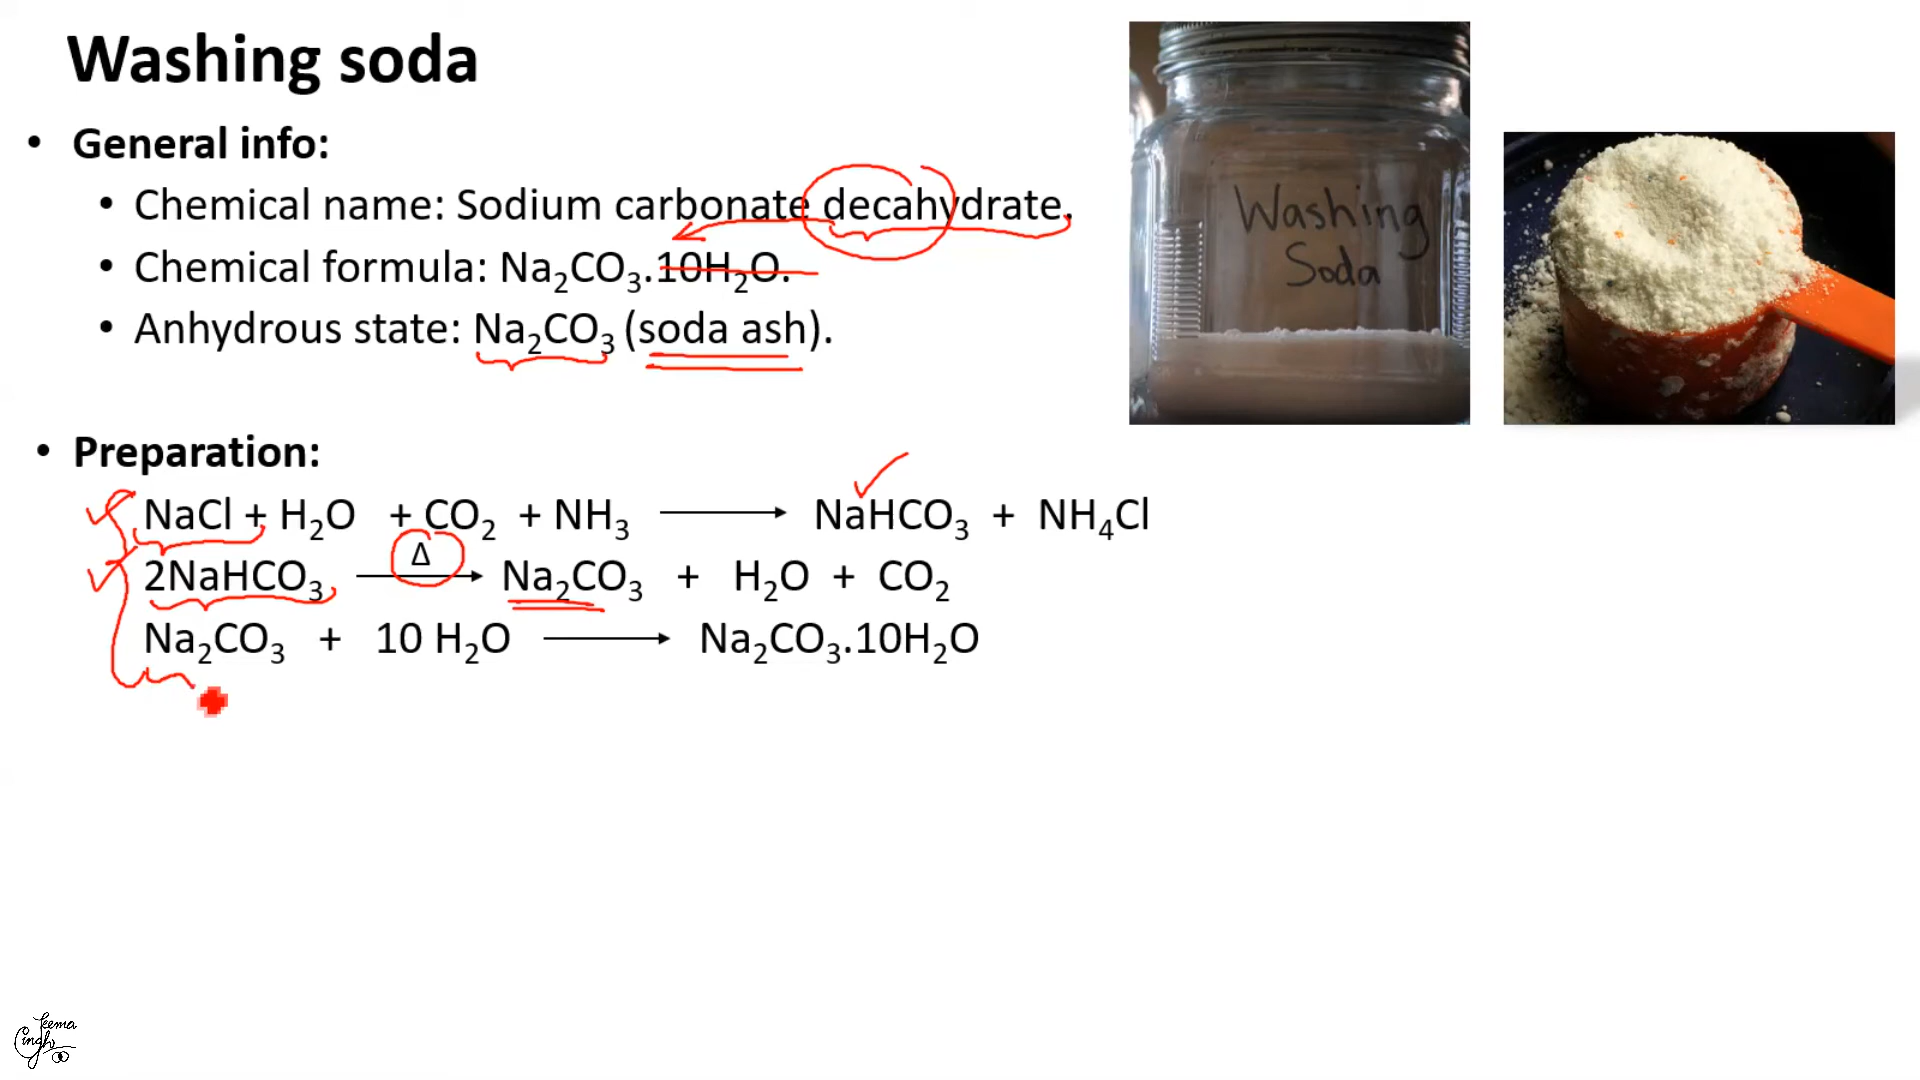 Washing soda
• General info:
• Chemical name: Sodium carbonate decahydrate.
• Chemical formula: Na₂CO₃.10H₂O.
• Anhydrous state: Na₂CO₃ (soda ash).
Washing
Soda
• Preparation:
NaCl + H₂O + CO₂ + NH₃ ⟶ NaHCO₃ + NH₄Cl
Δ
2NaHCO₃ ⟶ Na₂CO₃ + H₂O + CO₂
Na₂CO₃ + 10 H₂O ⟶ Na₂CO₃.10H₂O